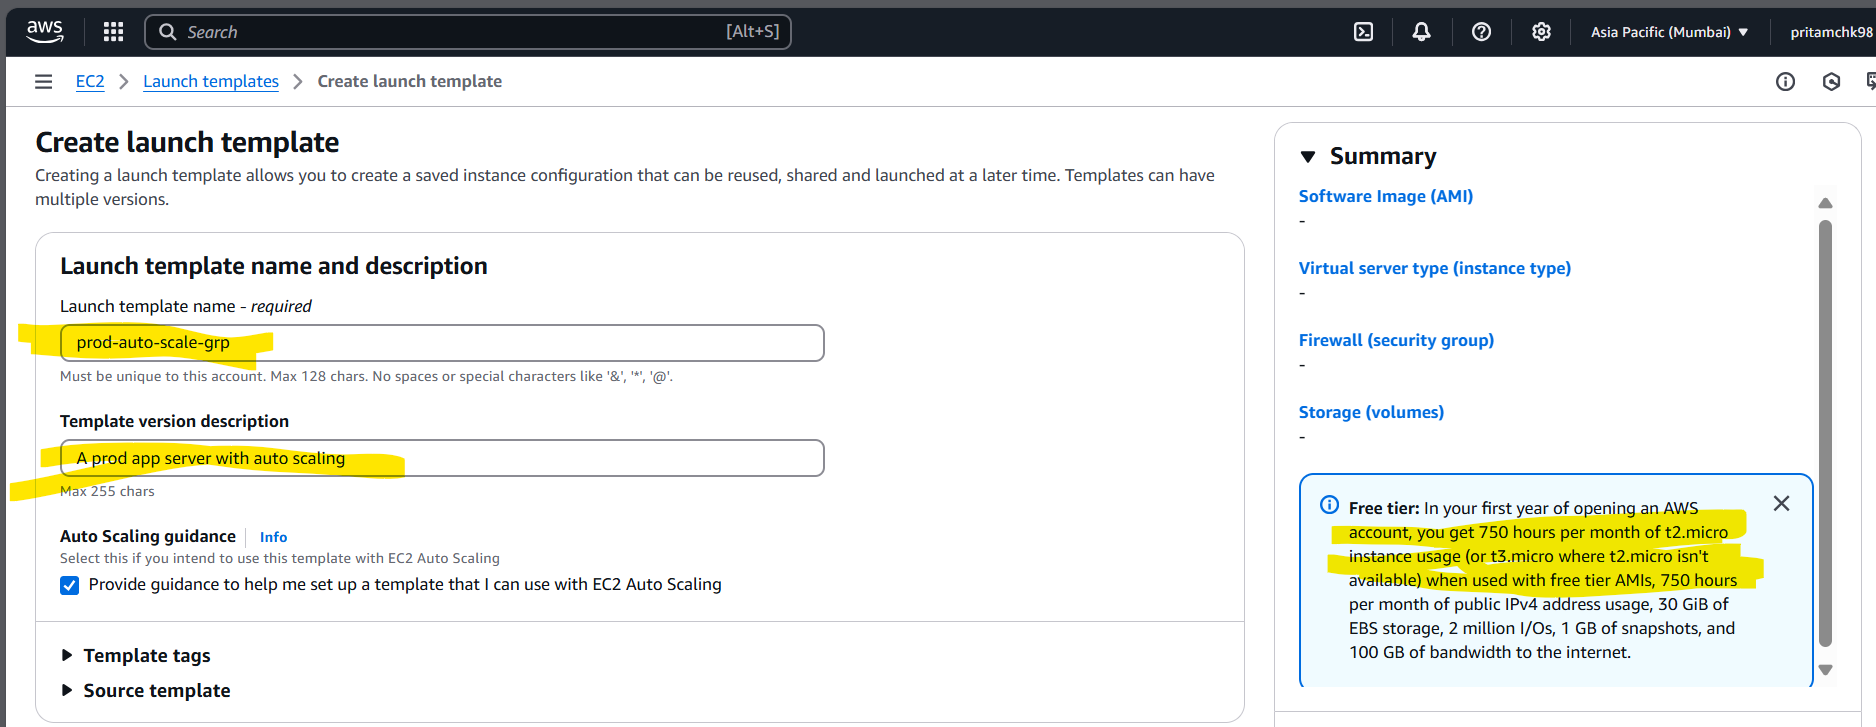 aws
Search
[Alt+S]
Asia Pacific (Mumbai)
pritamchk98
EC2
Launch templates
Create launch template
Create launch template
Creating a launch template allows you to create a saved instance configuration that can be reused, shared and launched at a later time. Templates can have
multiple versions.
Launch template name and description
Launch template name - required
prod-auto-scale-grp
Must be unique to this account. Max 128 chars. No spaces or special characters like '&', '*', '@'.
Template version description
A prod app server with auto scaling
Max 255 chars
Auto Scaling guidance
Info
Select this if you intend to use this template with EC2 Auto Scaling
Provide guidance to help me set up a template that I can use with EC2 Auto Scaling
Template tags
Source template
Summary
Software Image (AMI)
-
Virtual server type (instance type)
-
Firewall (security group)
-
Storage (volumes)
-
Free tier: In your first year of opening an AWS
account, you get 750 hours per month of t2.micro
instance usage (or t3.micro where t2.micro isn't
available) when used with free tier AMIs, 750 hours
per month of public IPv4 address usage, 30 GiB of
EBS storage, 2 million I/Os, 1 GB of snapshots, and
100 GB of bandwidth to the internet.